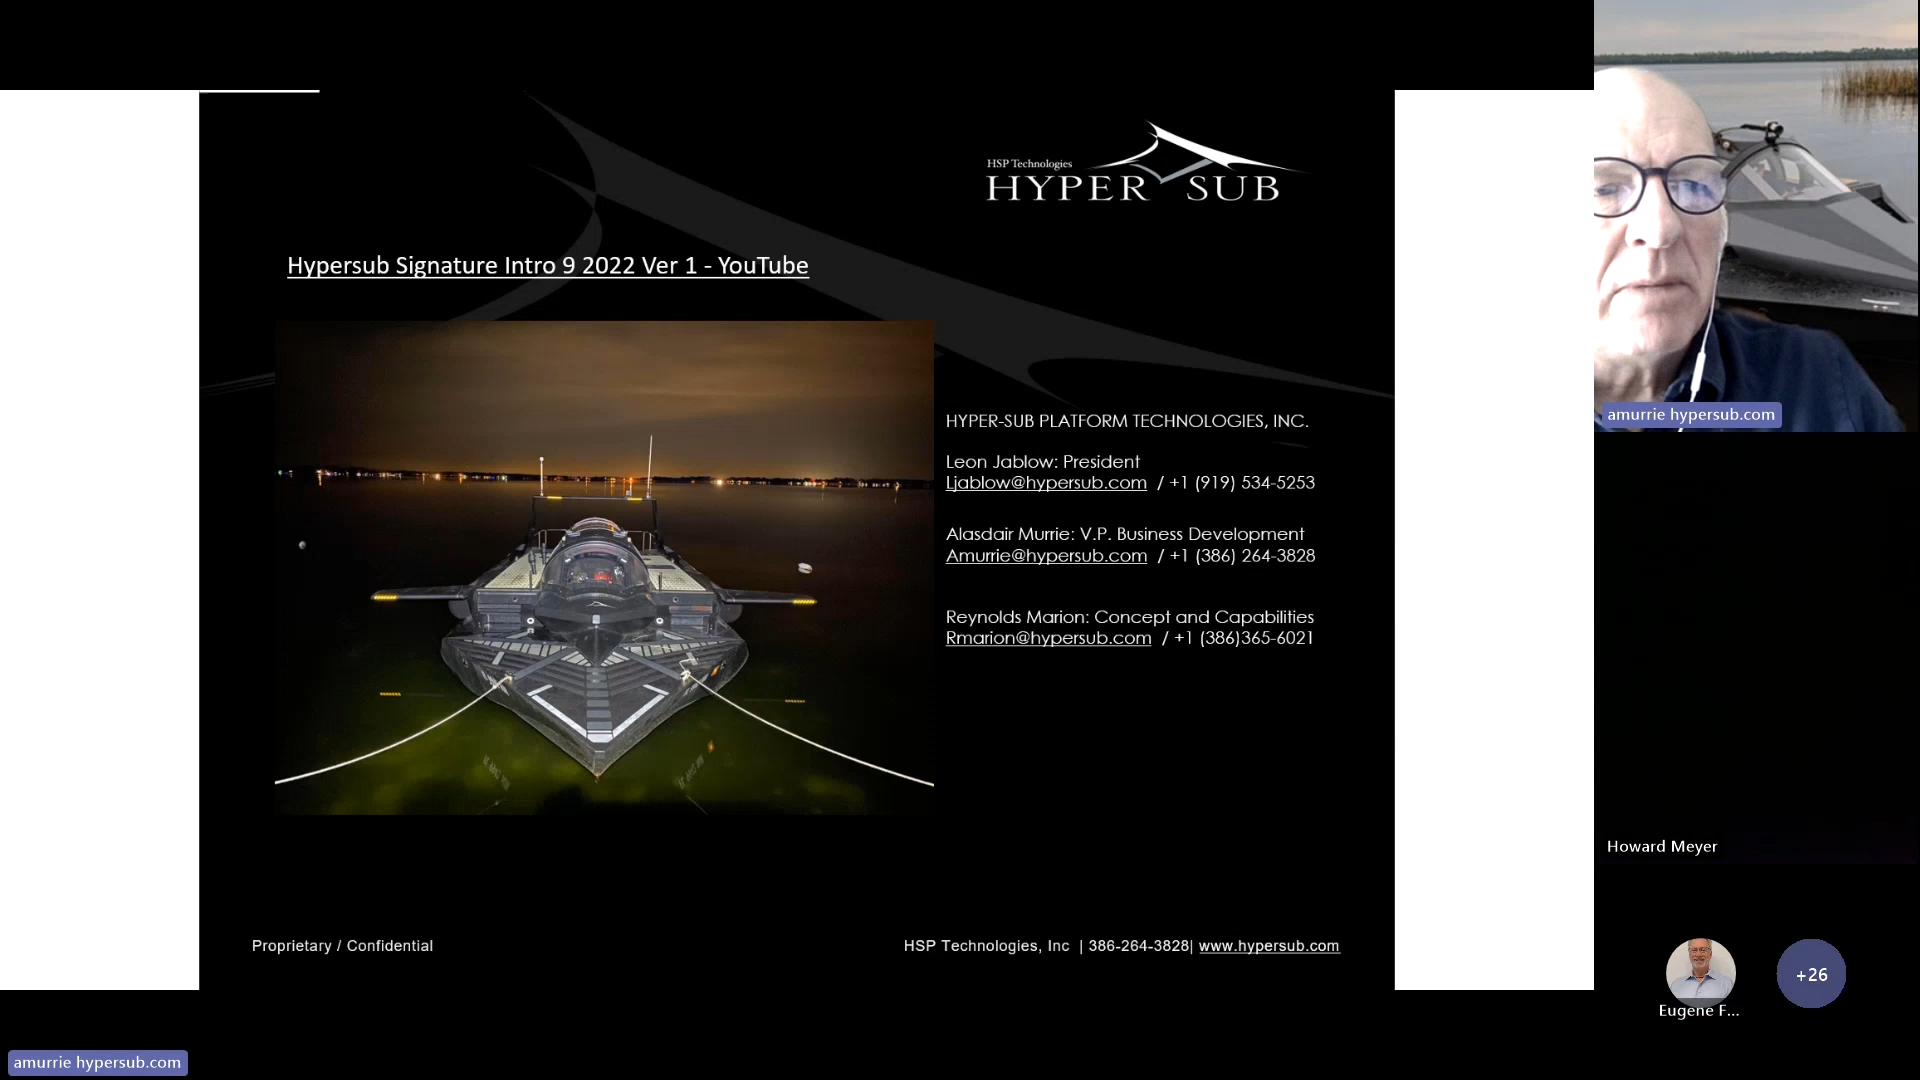 HSP Technologies
HYPER SUB
Hypersub Signature Intro 9 2022 Ver 1 - YouTube
HYPER-SUB PLATFORM TECHNOLOGIES, INC.
Leon Jablow: President
Ljablow@hypersub.com / +1 (919) 534-5253
Alasdair Murrie: V.P. Business Development
Amurrie@hypersub.com / +1 (386) 264-3828
Reynolds Marion: Concept and Capabilities
Rmarion@hypersub.com / +1 (386)365-6021
Proprietary / Confidential
HSP Technologies, Inc | 386-264-3828| www.hypersub.com
amurrie hypersub.com
Howard Meyer
Eugene F...
+26
amurrie hypersub.com